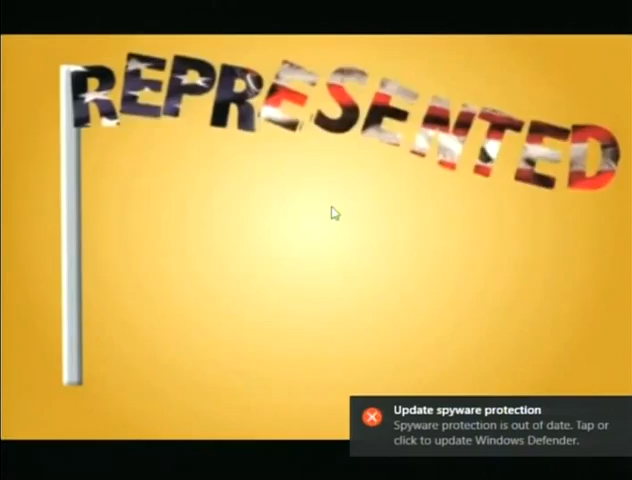 REPRESENTED
Update spyware protection
Spyware protection is out of date. Tap or
click to update Windows Defender.